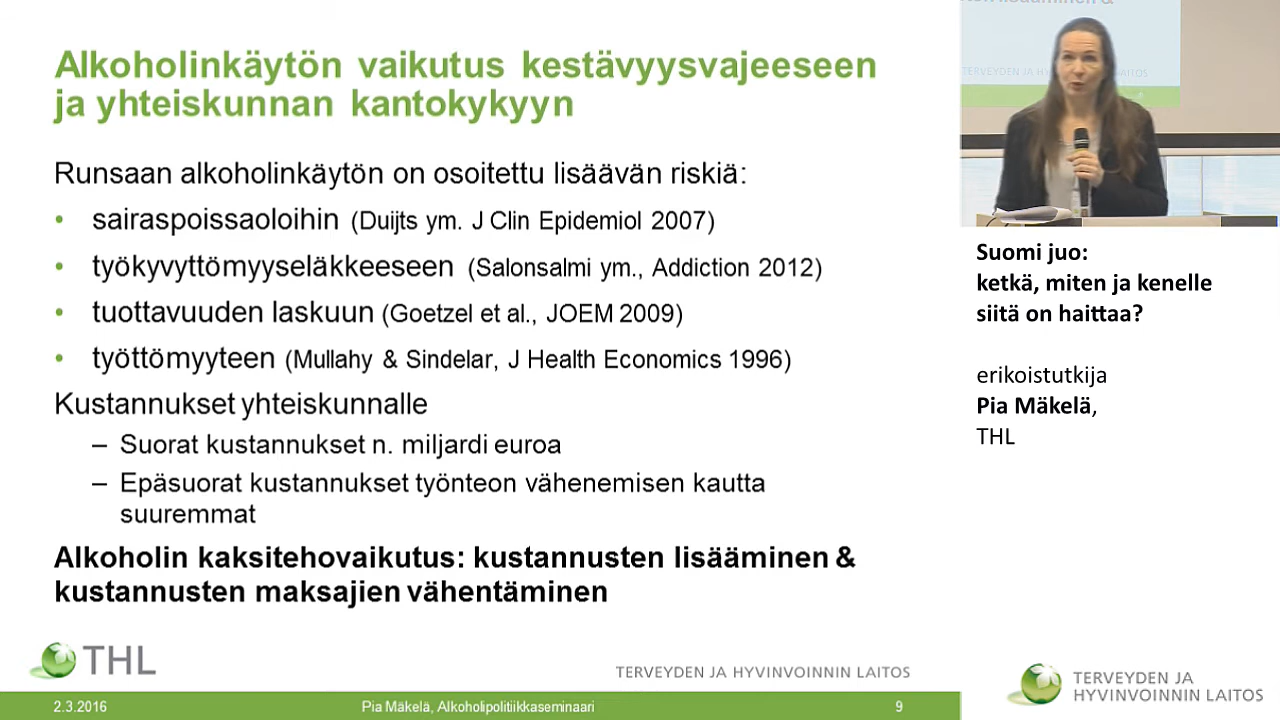 Alkoholinkäytön vaikutus kestävyysvajeeseen
ja yhteiskunnan kantokykyyn
Runsaan alkoholinkäytön on osoitettu lisäävän riskiä:
• sairaspoissaoloihin (Duijts ym. J Clin Epidemiol 2007)
• työkyvyttömyyseläkkeeseen (Salonsalmi ym., Addiction 2012)
• tuottavuuden laskuun (Goetzel et al., JOEM 2009)
• työttömyyteen (Mullahy & Sindelar, J Health Economics 1996)
Kustannukset yhteiskunnalle
– Suorat kustannukset n. miljardi euroa
– Epäsuorat kustannukset työnteon vähenemisen kautta
suuremmat
Alkoholin kaksitehovaikutus: kustannusten lisääminen &
kustannusten maksajien vähentäminen
THL
TERVEYDEN JA HYVINVOINNIN LAITOS
2.3.2016
Pia Mäkelä, Alkoholipolitiikkaseminaari
9
TERVEYDEN JA HYVINVOINNIN LAITOS
Suomi juo:
ketkä, miten ja kenelle
siitä on haittaa?
erikoistutkija
Pia Mäkelä,
THL
TERVEYDEN JA
HYVINVOINNIN LAITOS